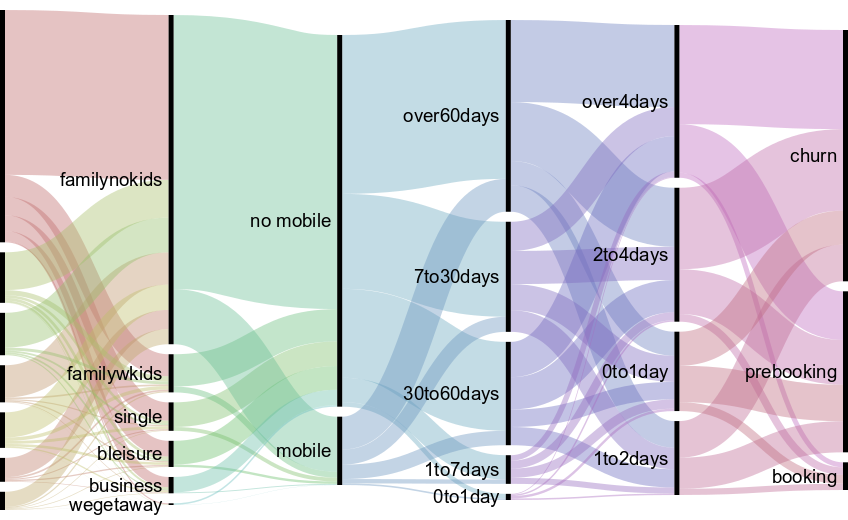 familynokids
familywkids
single
bleisure
business
wegetaway
no mobile
mobile
over60days
7to30days
30to60days
1to7days
0to1day
over4days
2to4days
0to1day
1to2days
churn
prebooking
booking